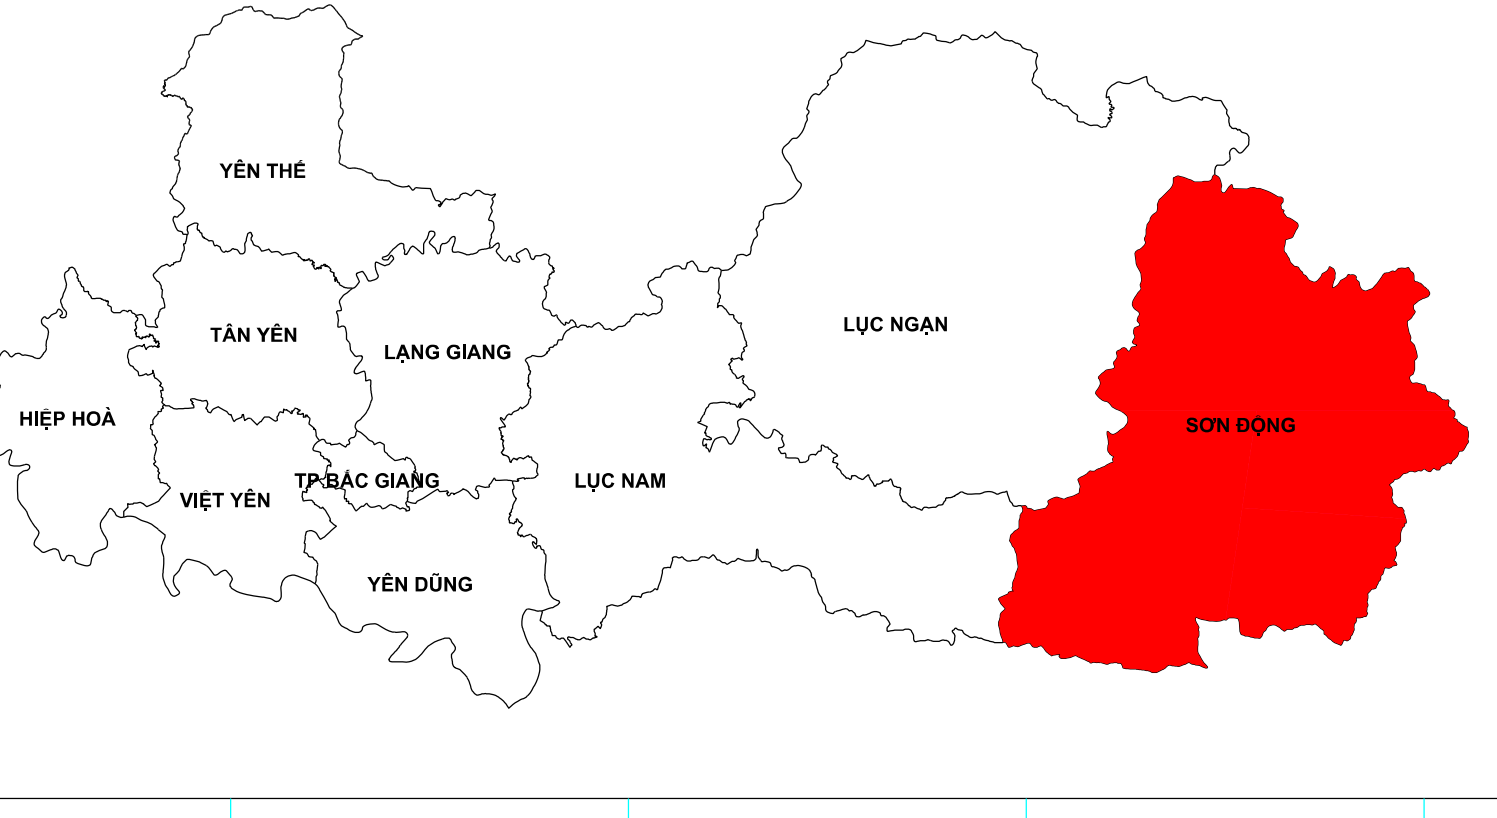 YÊN THẾ
TÂN YÊN
LỤC NGẠN
LẠNG GIANG
HIỆP HOÀ
SƠN ĐỘNG
TP BẮC GIANG
LỤC NAM
VIỆT YÊN
YÊN DŨNG